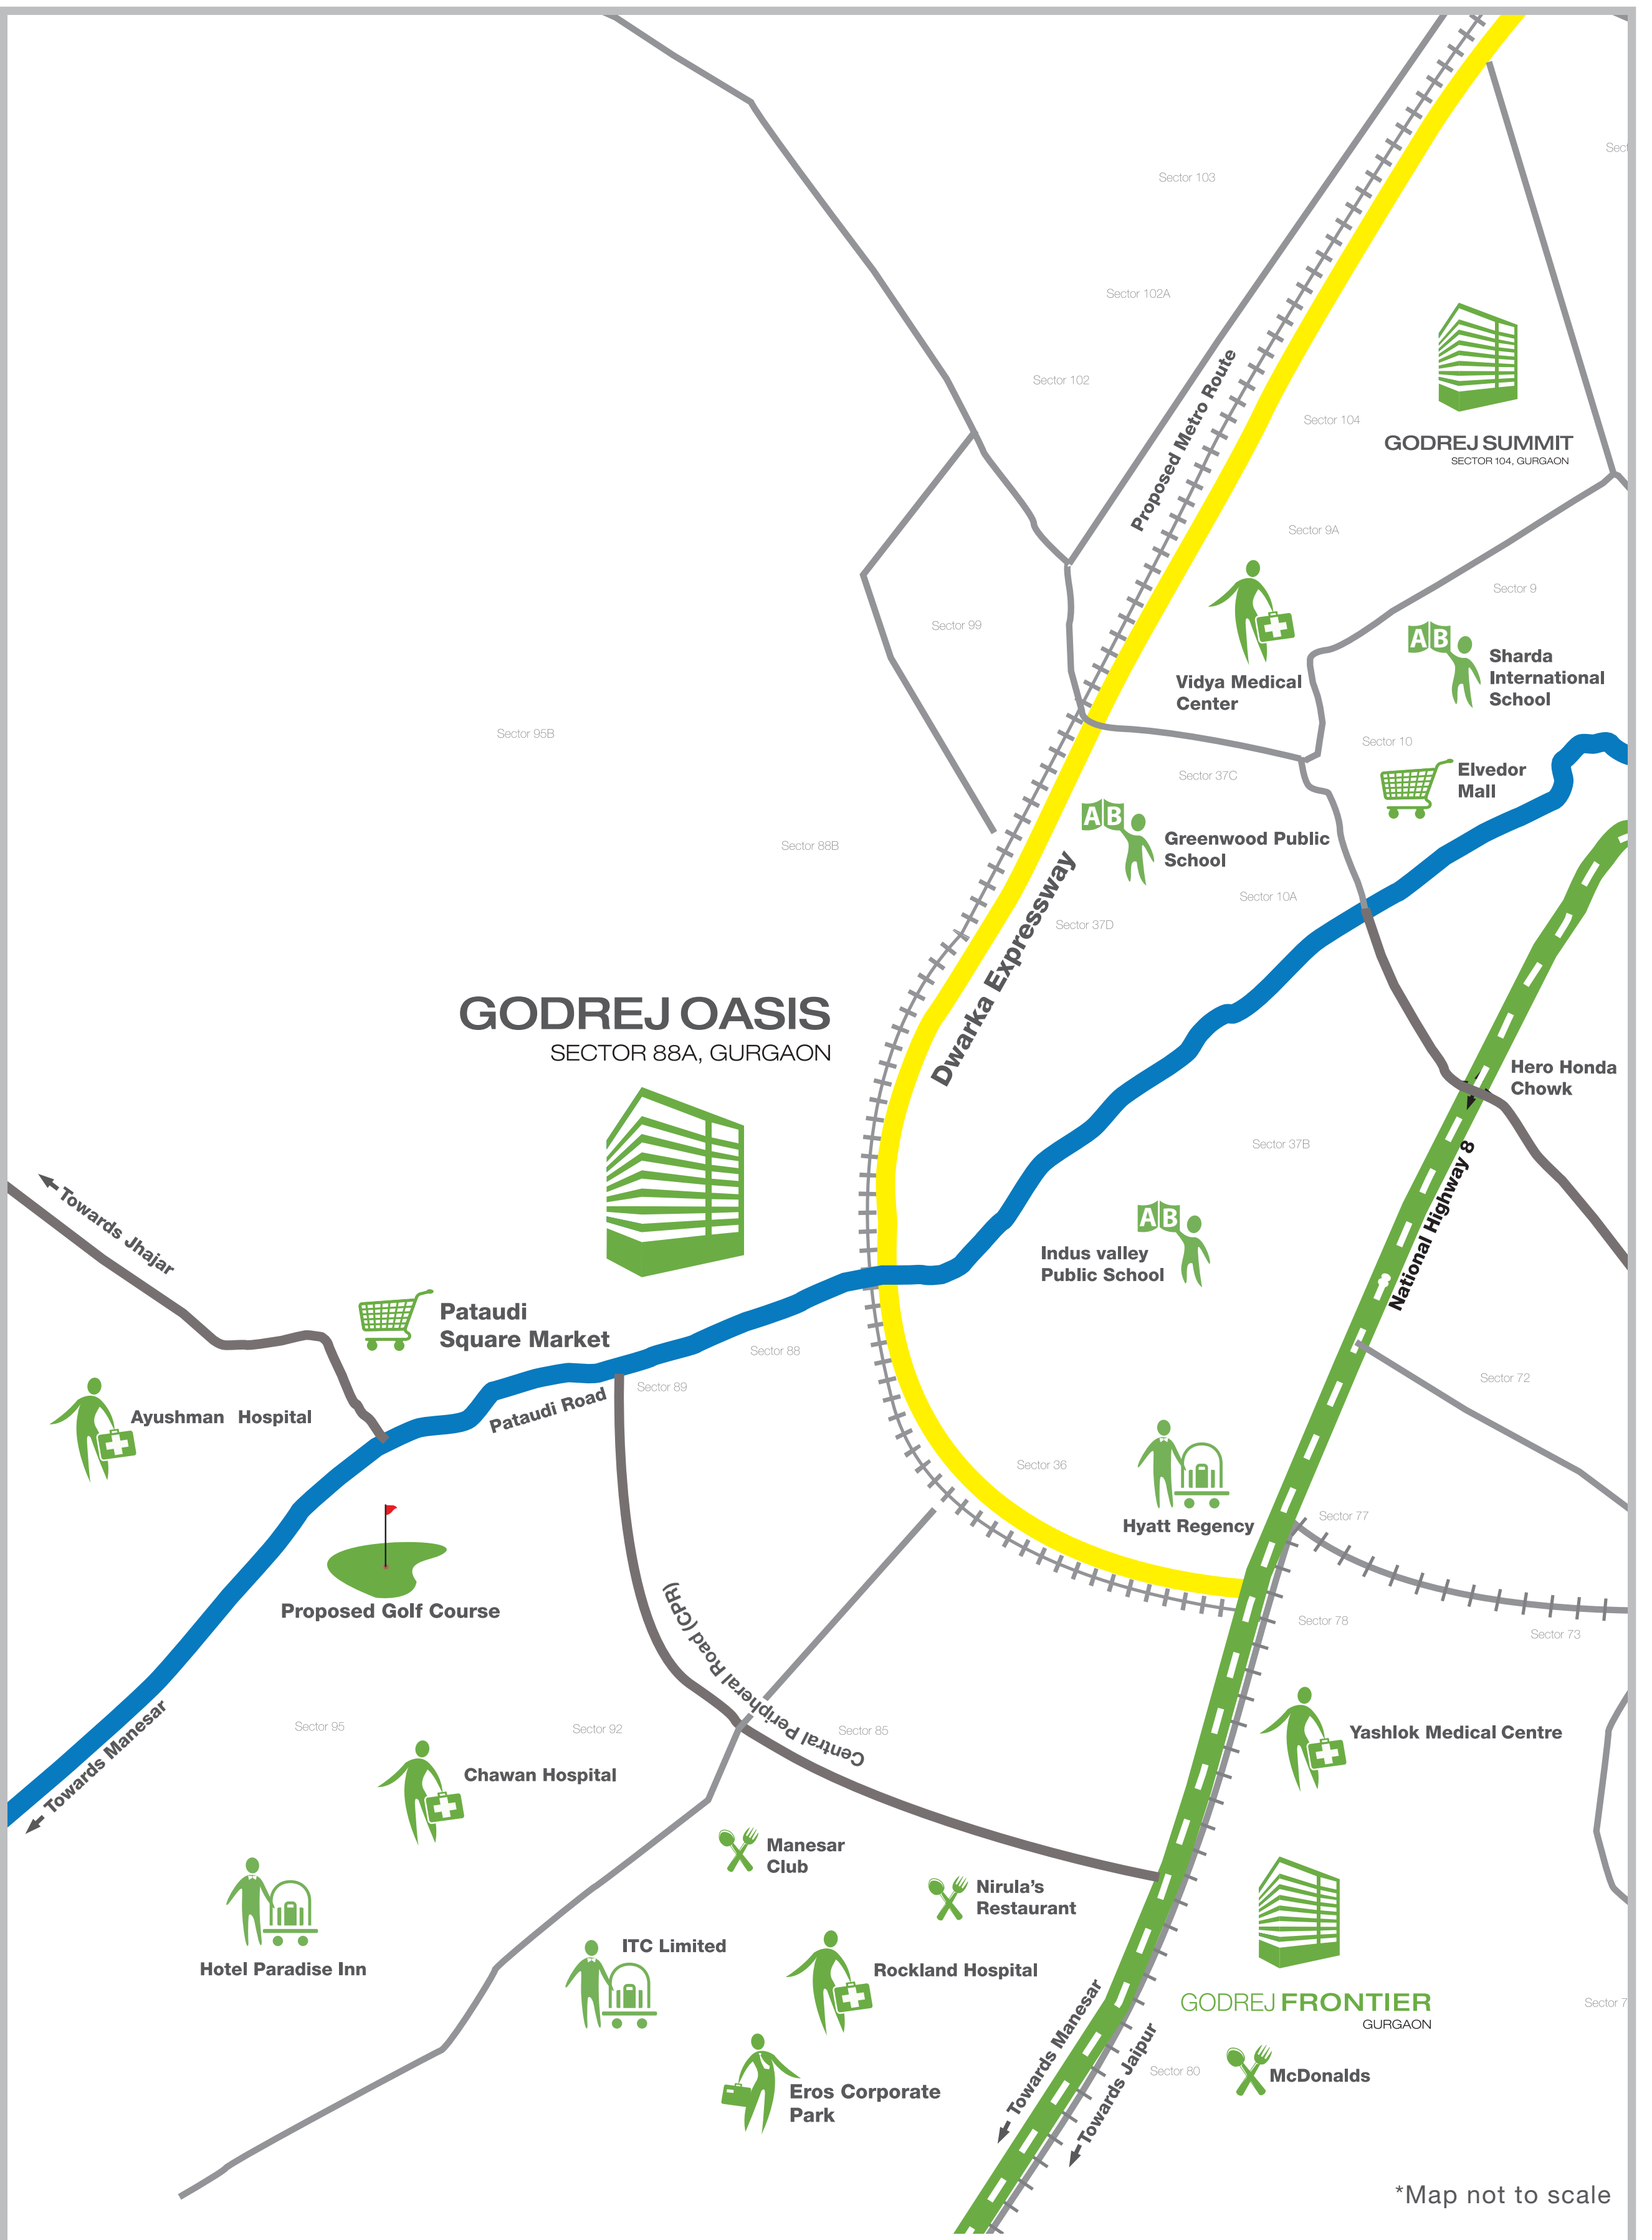 Sector 103
Sector 102A
Sector 102
Proposed Metro Route
Sector 104
GODREJ SUMMIT
SECTOR 104, GURGAON
Sector 9A
Sector 9
Sector 99
Sharda
International
School
Vidya Medical
Center
Sector 95B
Sector 10
Sector 37C
Elvedor
Mall
AB
AB
Greenwood Public
School
Sector 88B
Sector 10A
Sector 37D
Dwarka Expressway
GODREJ OASIS
SECTOR 88A, GURGAON
Hero Honda
Chowk
Sector 37B
National Highway 8
AB
Indus valley
Public School
Towards Jhajar
Pataudi
Square Market
Sector 88
Sector 89
Pataudi Road
Sector 72
Ayushman Hospital
Sector 36
Hyatt Regency
Sector 77
Proposed Golf Course
Sector 78
Sector 73
Central Peripheral Road (CPR)
Towards Manesar
Sector 95
Sector 92
Sector 85
Yashlok Medical Centre
Chawan Hospital
Manesar
Club
Nirula's
Restaurant
Hotel Paradise Inn
ITC Limited
Rockland Hospital
GODREJ FRONTIER
GURGAON
Towards Manesar
Towards Jaipur
Sector 80
McDonalds
Eros Corporate
Park
*Map not to scale